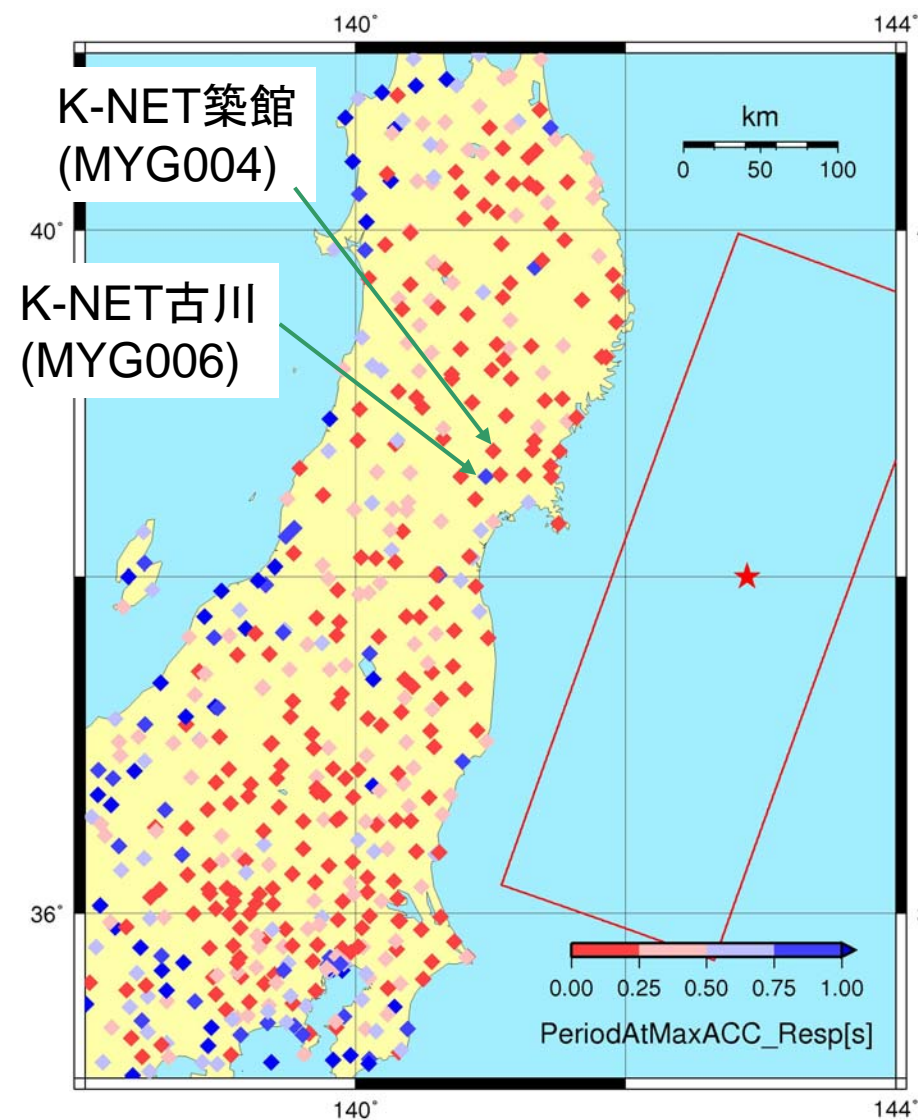 140°
144°
K-NET築館
(MYG004)
km
0 50 100
40°
K-NET古川
(MYG006)
36°
0.00 0.25 0.50 0.75 1.00
PeriodAtMaxACC_Resp[s]
140°
144°